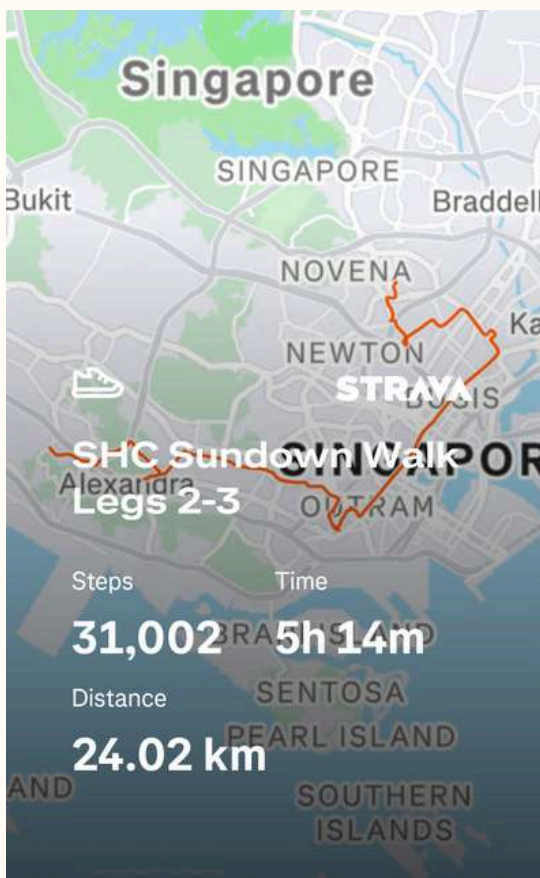 Singapore
SINGAPORE
Bukit
Braddell
NOVENA
Ka
NEWTON
STRAVA
BUGIS
SHC Sundown Walk
SINGAPOR
Alexandra
Legs 2-3
OUTRAM
Steps
Time
31,002
BRANI ISLAND
5h 14m
Distance
SENTOSA
24.02 km
PEARL ISLAND
AND
SOUTHERN
ISLANDS